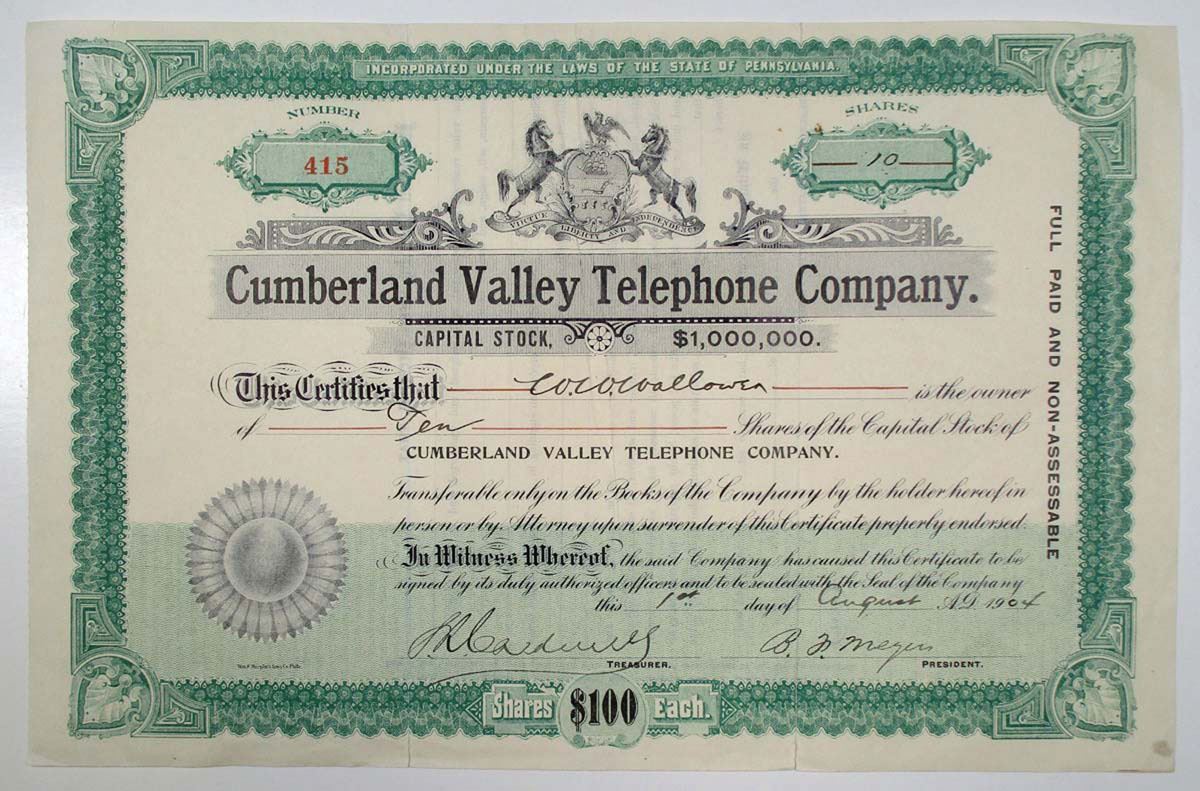 INCORPORATED UNDER THE LAWS OF THE STATE OF PENNSYLVANIA.
NUMBER
415
SHARES
10
VIRTUE LIBERTY AND INDEPENDENCE
Cumberland Valley Telephone Company.
CAPITAL STOCK, $1,000,000.
This Certifies that W.O. Wallower is the owner
of Ten Shares of the Capital Stock of
CUMBERLAND VALLEY TELEPHONE COMPANY.
Transferable only on the Books of the Company by the holder hereof in
person or by Attorney upon surrender of this Certificate properly endorsed.
In Witness Whereof, the said Company has caused this Certificate to be
signed by its duly authorized officers and to be sealed with the Seal of the Company
this 1st day of August A.D. 1904
Cardwell B. F. Meyers
TREASURER. PRESIDENT.
Shares $100 Each.
FULL PAID AND NON-ASSESSABLE